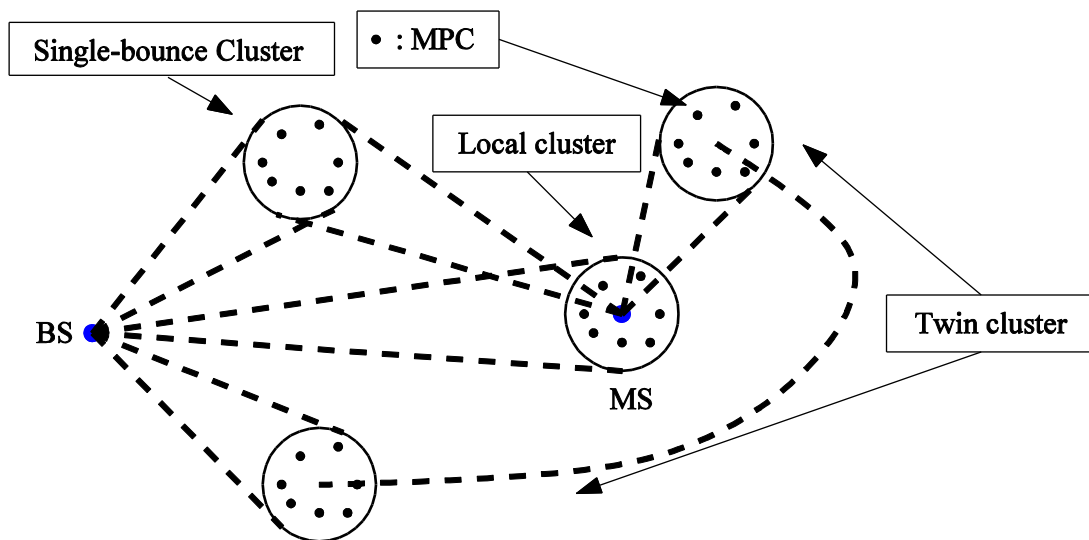 Single-bounce Cluster
• : MPC
Local cluster
BS
Twin cluster
MS